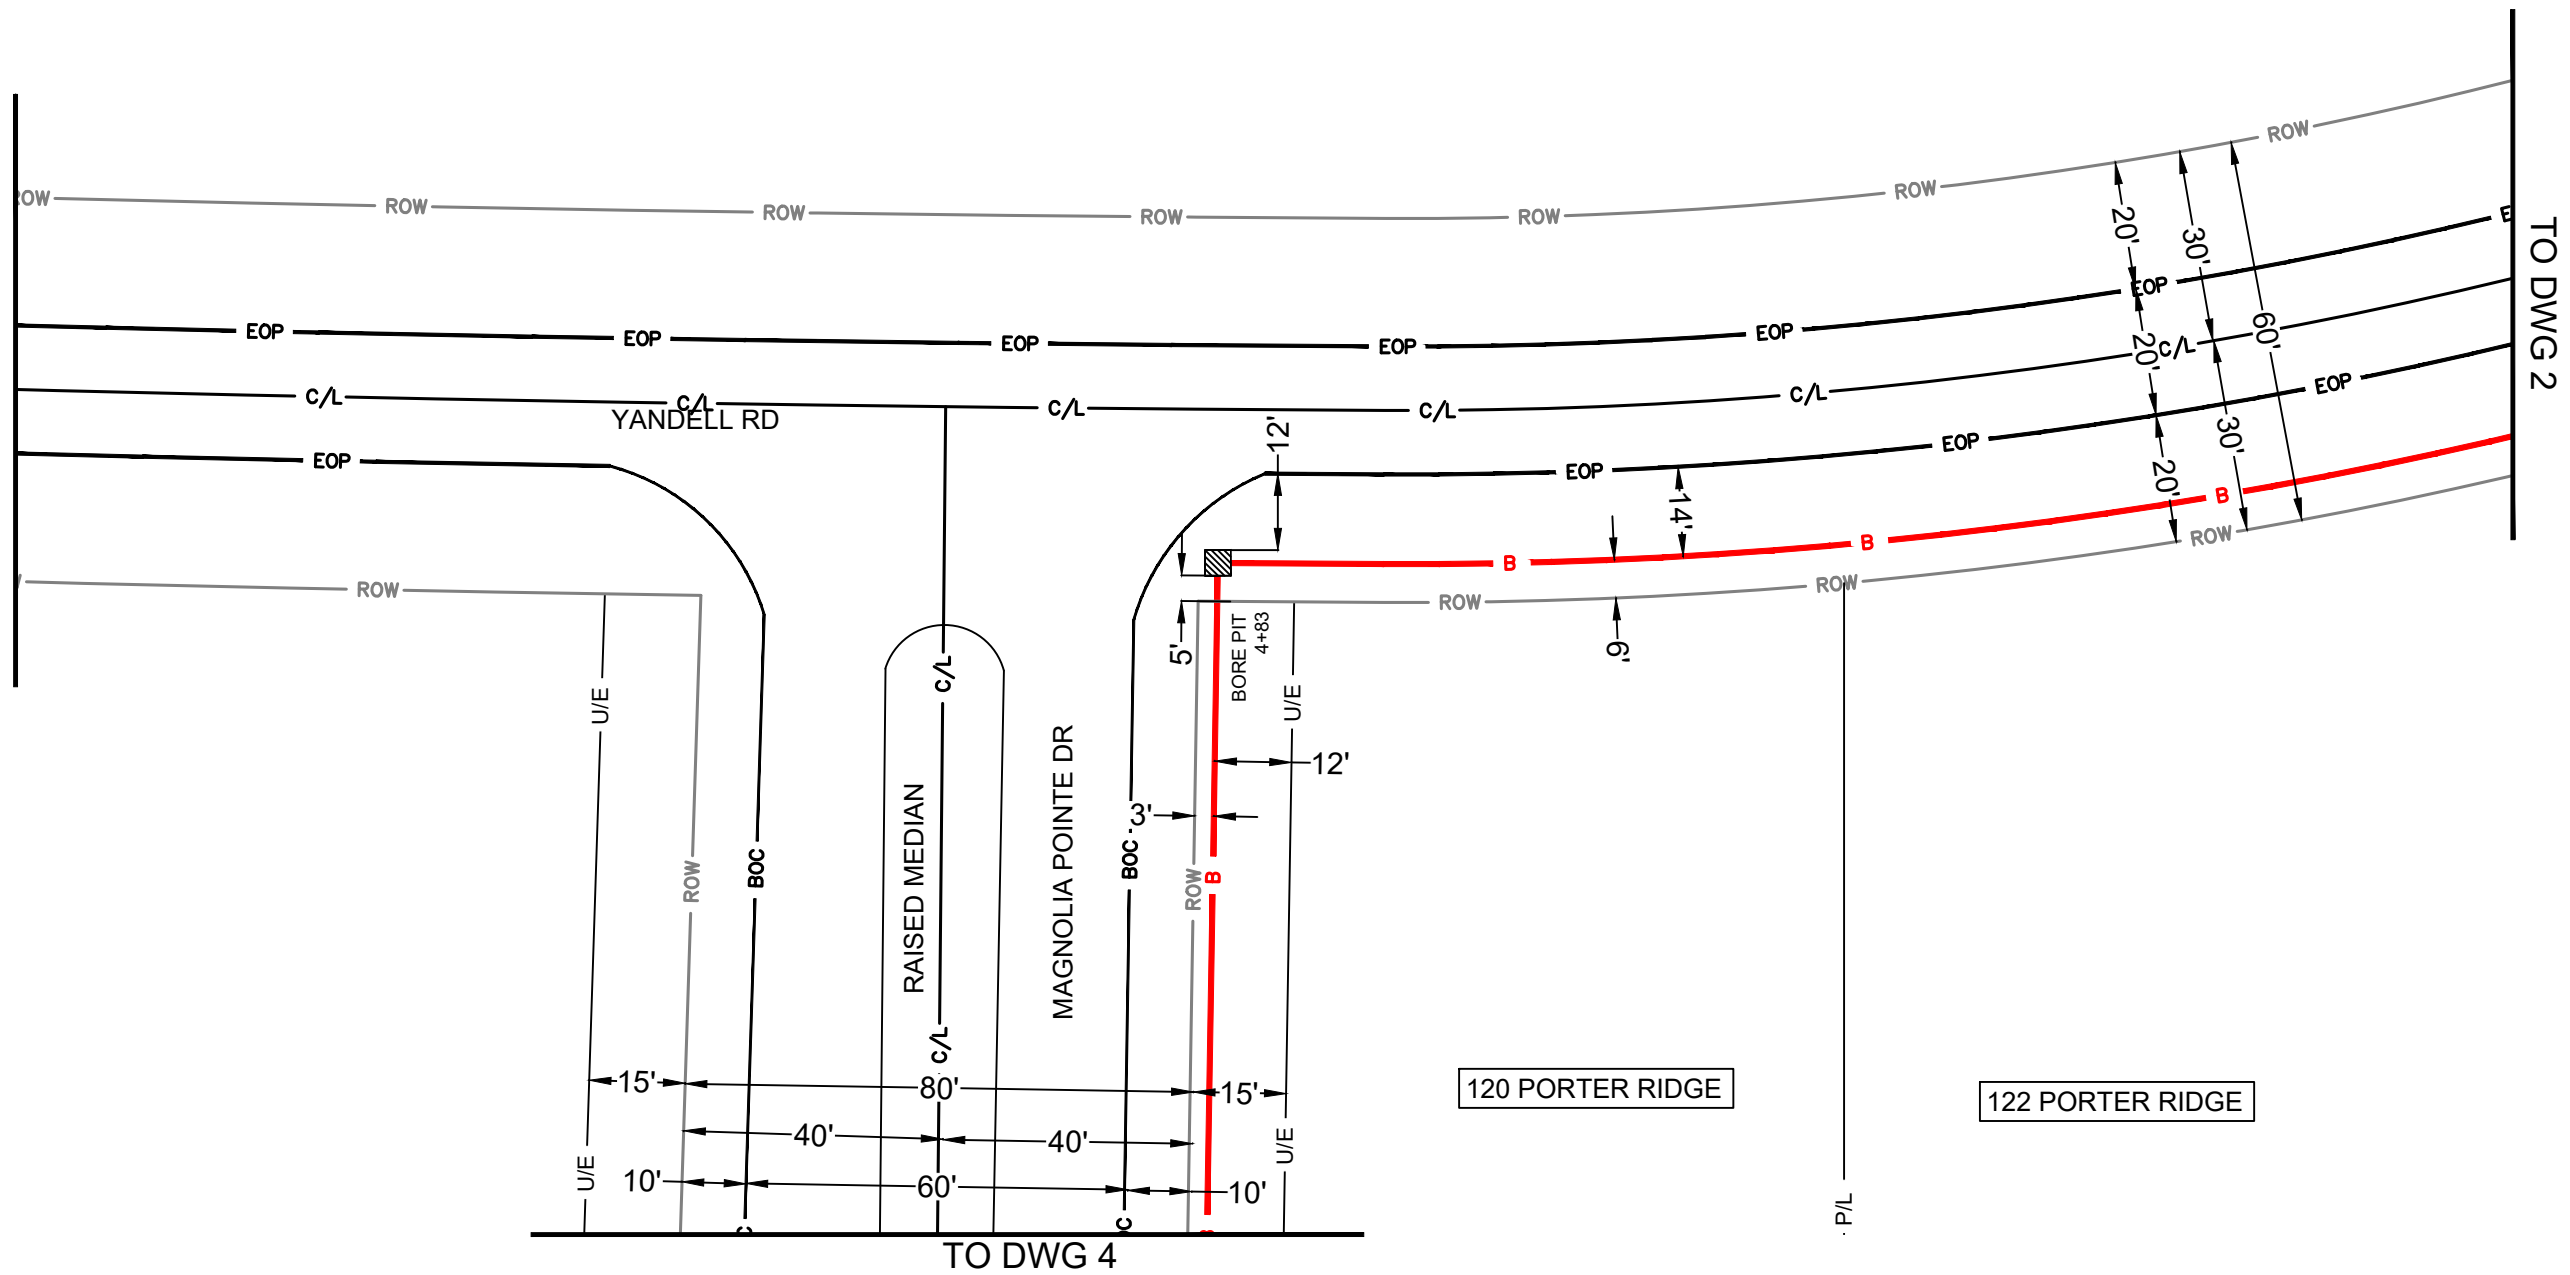 ROW
ROW
ROW
ROW
ROW
ROW
ROW
20'
30'
60'
TO DWG 2
EOP
EOP
EOP
EOP
EOP
EOP
20'
C/L
C/L
C/L
C/L
C/L
C/L
YANDELL RD
12'
30'
EOP
EOP
EOP
EOP
20'
14'
B
B
B
ROW
ROW
ROW
ROW
5'
BORE PIT
4+83
6'
U/E
C/L
U/E
12'
3'
ROW
BOC
RAISED MEDIAN
MAGNOLIA POINTE DR
BOC
ROW
B
C/L
15'
80'
15'
120 PORTER RIDGE
122 PORTER RIDGE
40'
40'
U/E
U/E
10'
60'
10'
P/L
TO DWG 4